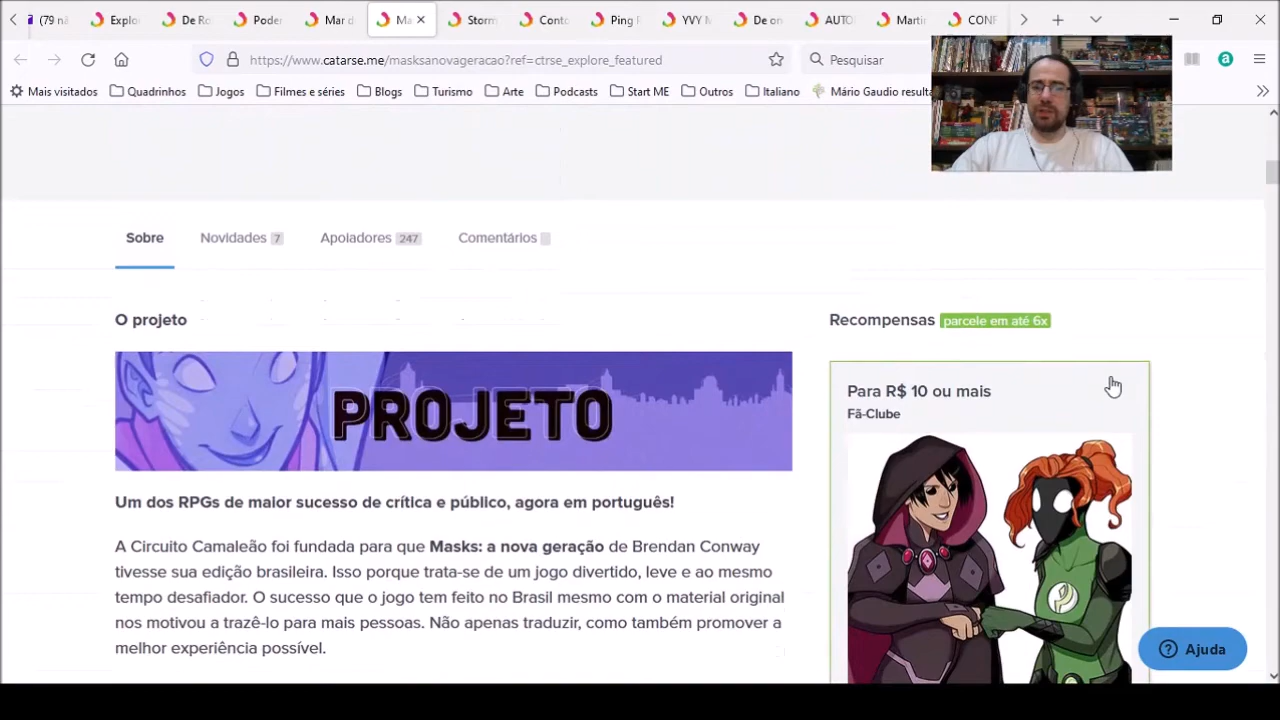 (79 nã
Explo
De Ro
Poder
Mar d
Ma
Storm
Conto
Ping F
YVY M
De on
AUTO
Martir
CONF
https://www.catarse.me/masksanovageracao?ref=ctrse_explore_featured
Pesquisar
a
Mais visitados
Quadrinhos
Jogos
Filmes e séries
Blogs
Turismo
Arte
Podcasts
Start ME
Outros
Italiano
Mário Gaudio resulta
Sobre
Novidades 7
Apoiadores 247
Comentários
O projeto
Recompensas parcele em até 6x
PROJETO
Para R$ 10 ou mais
Fã-Clube
Um dos RPGs de maior sucesso de crítica e público, agora em português!
A Circuito Camaleão foi fundada para que Masks: a nova geração de Brendan Conway
tivesse sua edição brasileira. Isso porque trata-se de um jogo divertido, leve e ao mesmo
tempo desafiador. O sucesso que o jogo tem feito no Brasil mesmo com o material original
nos motivou a trazê-lo para mais pessoas. Não apenas traduzir, como também promover a
melhor experiência possível.
Ajuda